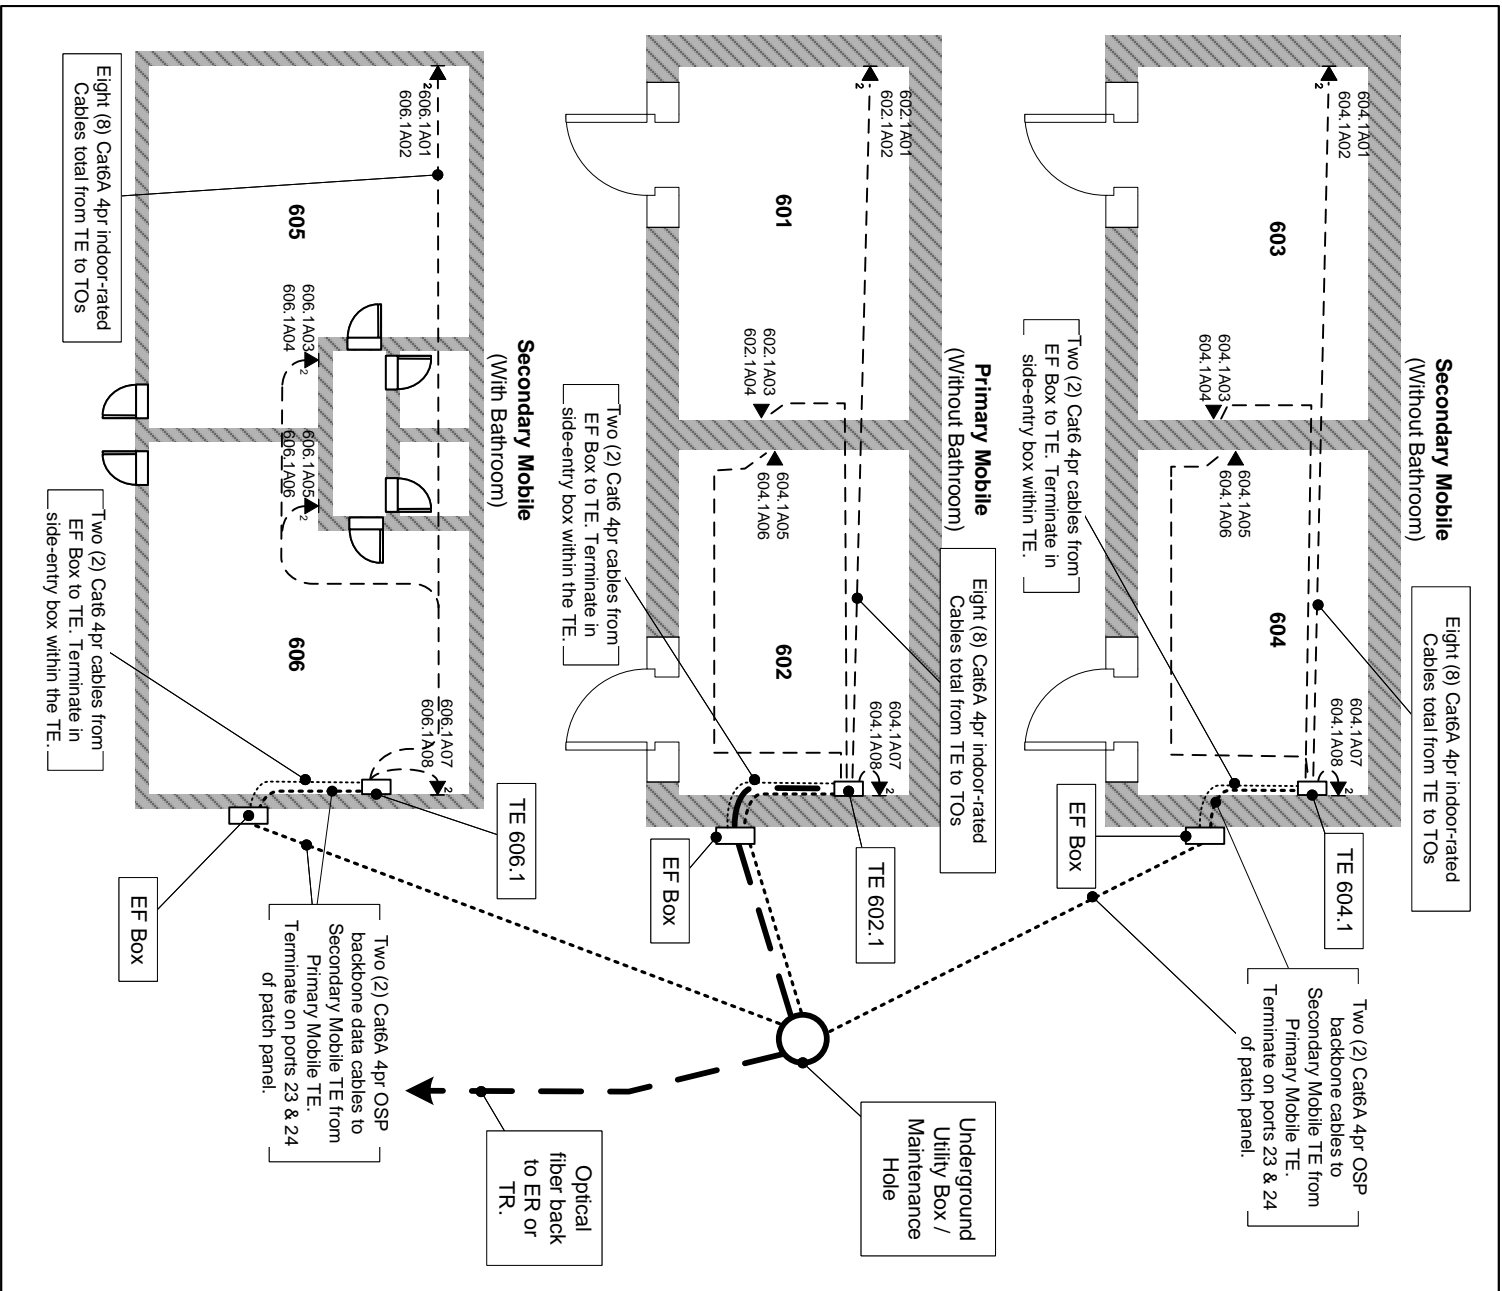 Secondary Mobile
(Without Bathroom)
604.1A01
604.1A02
2
603
604.1A03
604.1A04
604.1A05
604.1A06
604
604.1A07
604.1A08
2
Eight (8) Cat6A 4pr indoor-rated
Cables total from TE to TOs
Two (2) Cat6 4pr cables from
EF Box to TE. Terminate in
side-entry box within TE.
TE 604.1
EF Box
Two (2) Cat6A 4pr OSP
backbone cables to
Secondary Mobile TE from
Primary Mobile TE.
Terminate on ports 23 & 24
of patch panel.
Primary Mobile
(Without Bathroom)
602.1A01
602.1A02
2
601
602.1A03
602.1A04
604.1A05
604.1A06
602
604.1A07
604.1A08
2
Eight (8) Cat6A 4pr indoor-rated
Cables total from TE to TOs
Two (2) Cat6 4pr cables from
EF Box to TE. Terminate in
side-entry box within the TE.
TE 602.1
EF Box
Underground
Utility Box /
Maintenance
Hole
Optical
fiber back
to ER or
TR.
Secondary Mobile
(With Bathroom)
606.1A01
606.1A02
2
605
606.1A03
606.1A04
2
606.1A05
606.1A06
2
606
606.1A07
606.1A08
2
Eight (8) Cat6A 4pr indoor-rated
Cables total from TE to TOs
Two (2) Cat6 4pr cables from
EF Box to TE. Terminate in
side-entry box within the TE.
TE 606.1
EF Box
Two (2) Cat6A 4pr OSP
backbone data cables to
Secondary Mobile TE from
Primary Mobile TE.
Terminate on ports 23 & 24
of patch panel.